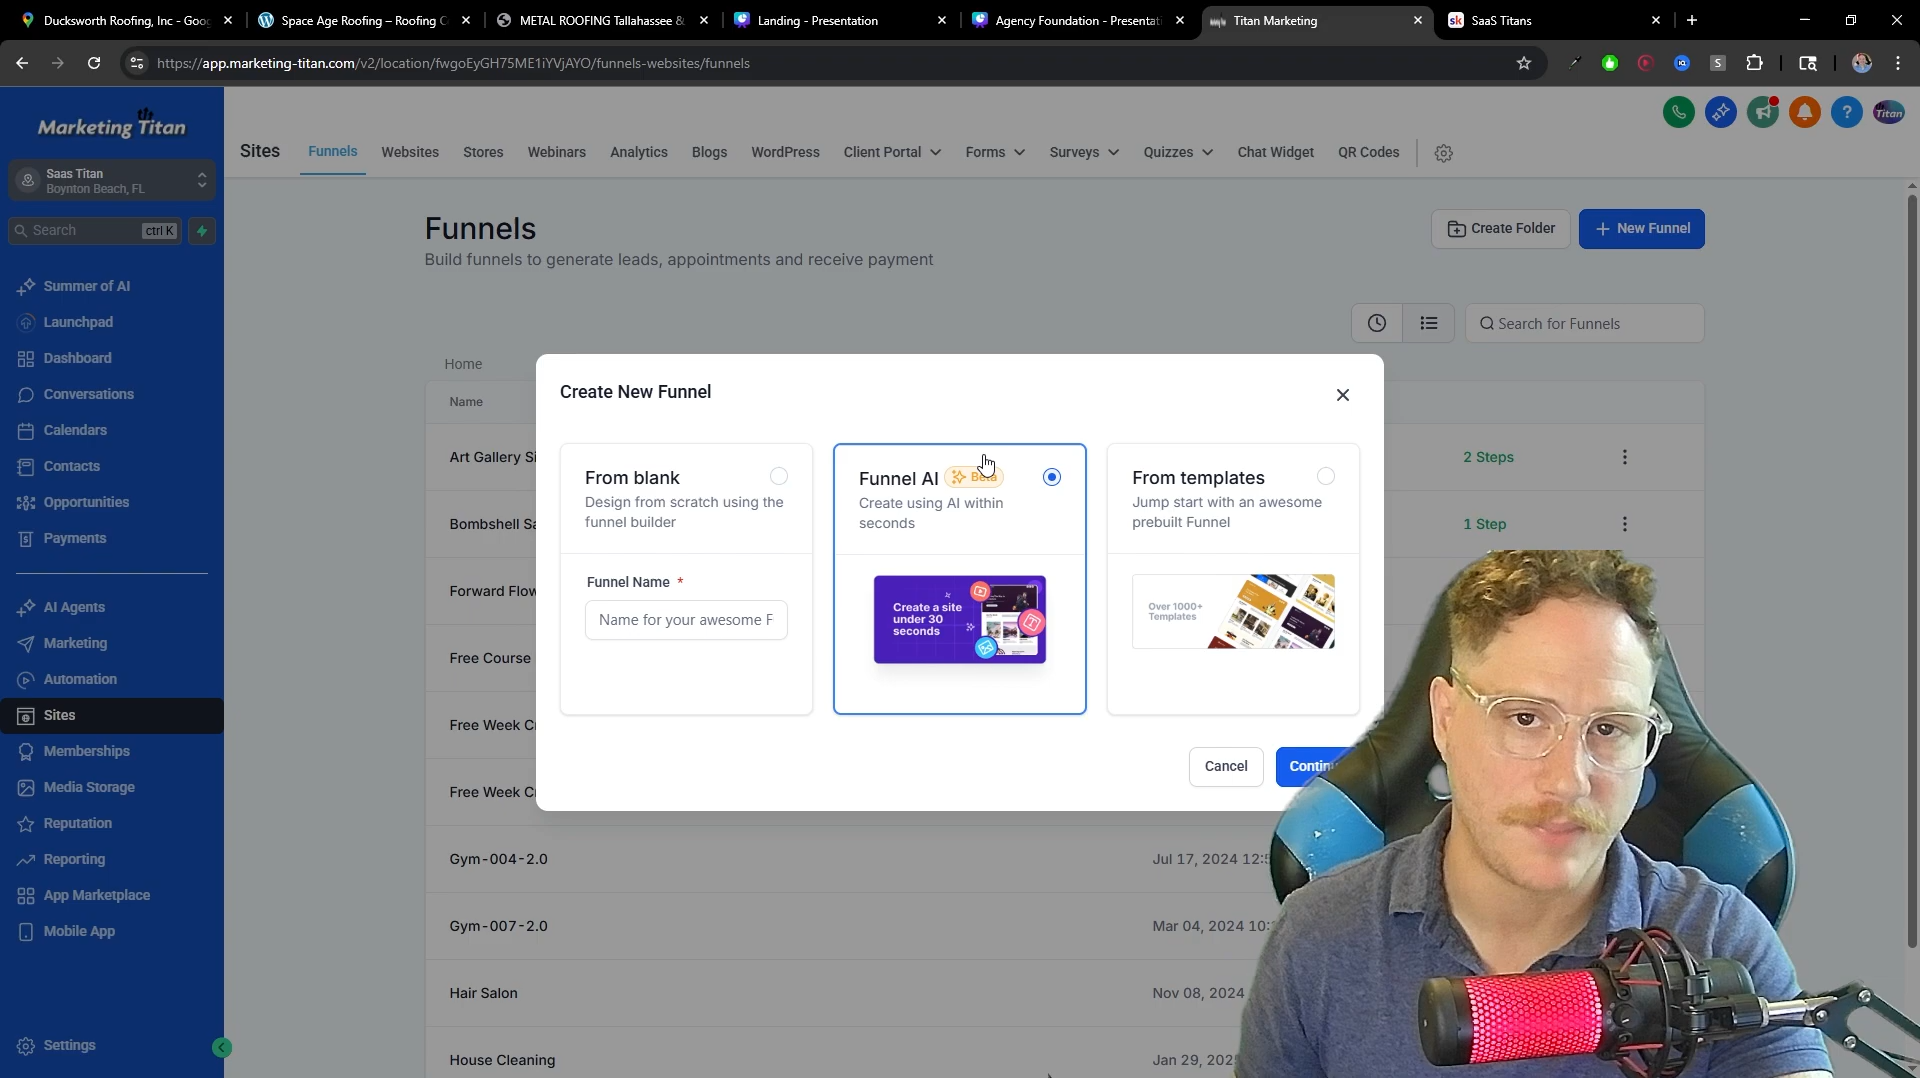 Ducksworth Roofing, Inc - Goo
Space Age Roofing – Roofing C
METAL ROOFING Tallahassee &
Landing - Presentation
Agency Foundation - Presentati
Titan Marketing
sk SaaS Titans
https://app.marketing-titan.com/v2/location/fwgoEyGH75ME1iYVjAYO/funnels-websites/funnels
Marketing Titan
Saas Titan
Boynton Beach, FL
Search ctrl K
Summer of AI
Launchpad
Dashboard
Conversations
Calendars
Contacts
Opportunities
Payments
AI Agents
Marketing
Automation
Sites
Memberships
Media Storage
Reputation
Reporting
App Marketplace
Mobile App
Settings
Titan
Sites Funnels Websites Stores Webinars Analytics Blogs WordPress Client Portal Forms Surveys Quizzes Chat Widget QR Codes
Funnels
Build funnels to generate leads, appointments and receive payment
Create Folder
+ New Funnel
Search for Funnels
Home
Name
Art Gallery Si
2 Steps
Bombshell Sa
1 Step
Forward Flow
Free Course
Free Week C
Free Week C
Gym-004-2.0
Jul 17, 2024 12:5
Gym-007-2.0
Mar 04, 2024 10:
Hair Salon
Nov 08, 2024
House Cleaning
Jan 29, 202
Create New Funnel
From blank
Design from scratch using the
funnel builder
Funnel Name *
Name for your awesome F
Funnel AI
Beta
Create using AI within
seconds
Create a site
under 30
seconds
From templates
Jump start with an awesome
prebuilt Funnel
Over 1000+
Templates
Cancel
Contin